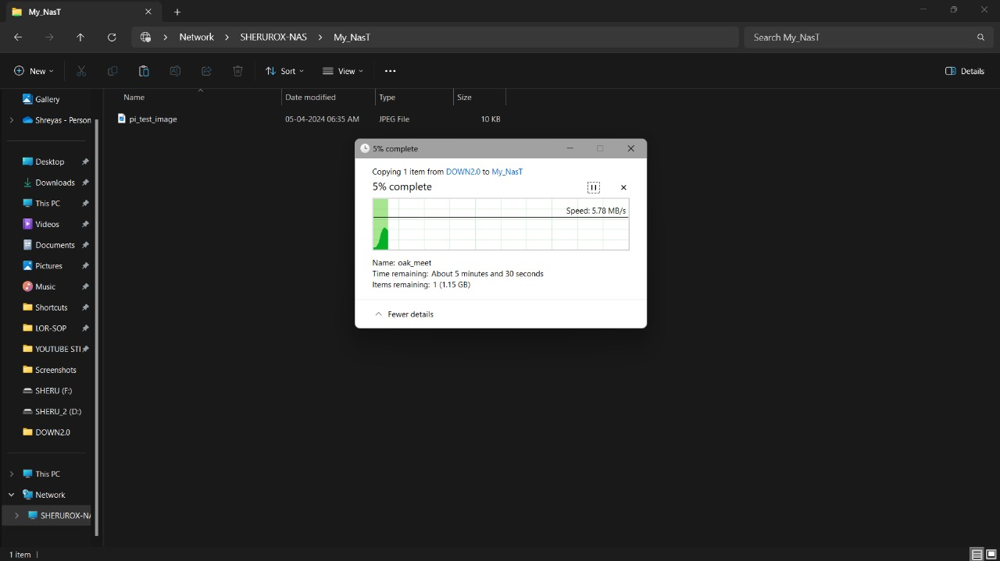 My_NasT
Network > SHERUROX-NAS > My_NasT
Search My_NasT
New
Sort
View
Details
Name
Date modified
Type
Size
pi_test_image
05-04-2024 06:35 AM
JPEG File
10 KB
Gallery
Shreyas - Person
Desktop
Downloads
This PC
Videos
Documents
Pictures
Music
Shortcuts
LOR-SOP
YOUTUBE STI
Screenshots
SHERU (F:)
SHERU_2 (D:)
DOWN2.0
This PC
Network
SHERUROX-NA
5% complete
Copying 1 item from DOWN2.0 to My_NasT
5% complete
Speed: 5.78 MB/s
Name: oak_meet
Time remaining: About 5 minutes and 30 seconds
Items remaining: 1 (1.15 GB)
Fewer details
1 item